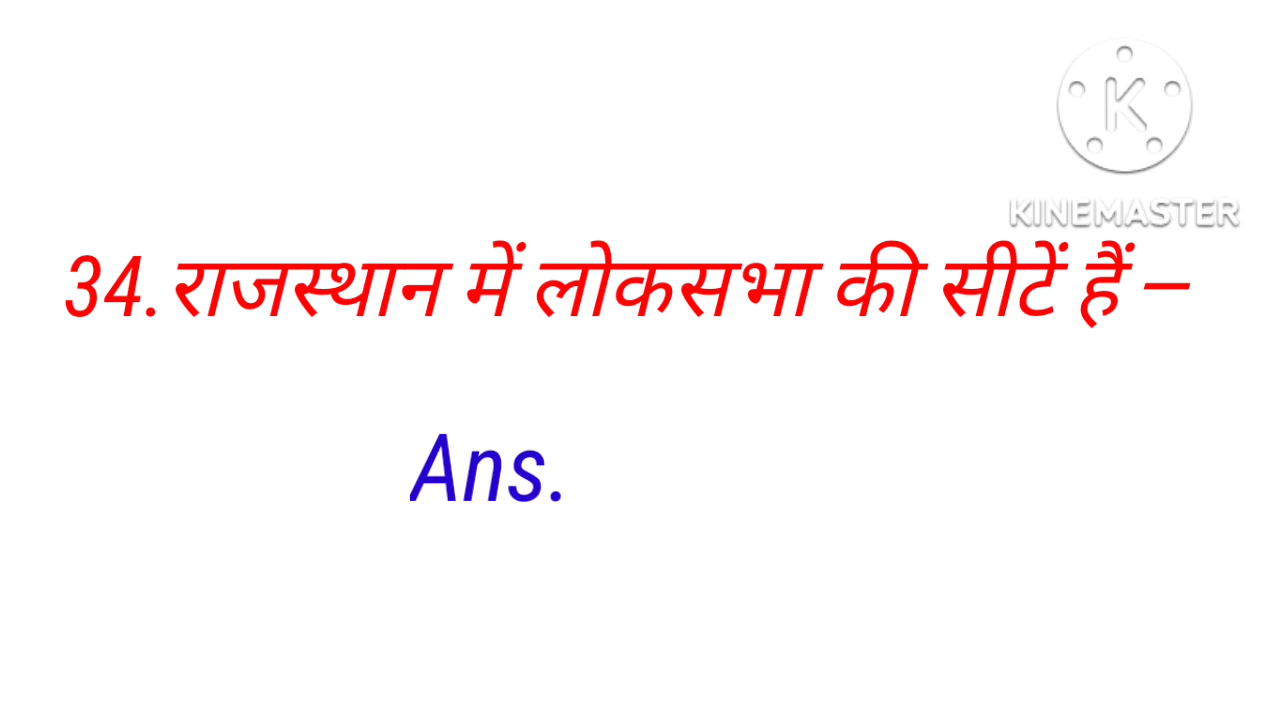 K
KINEMASTER
34. राजस्थान में लोकसभा की सीटें हैं –
Ans.